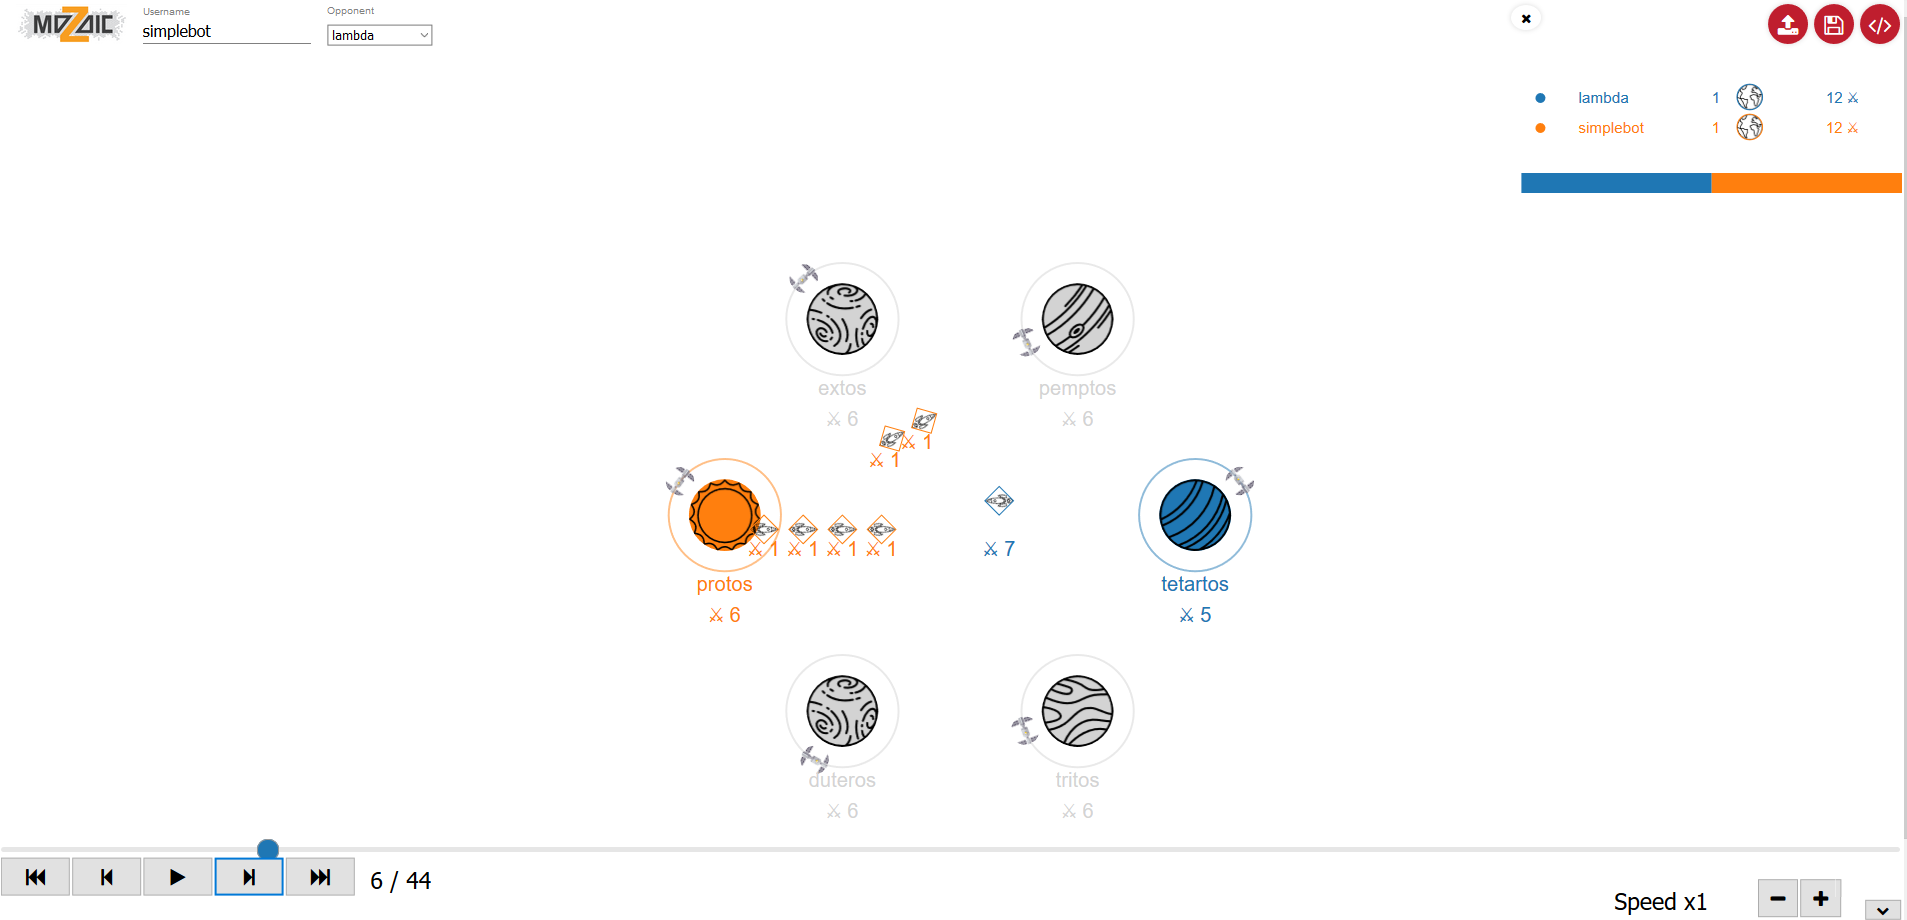 MOZAIC
Username
simplebot
Opponent
lambda
lambda 1 12
simplebot 1 12
extos
6
pemptos
6
1
1
1 1 1 1
7
protos
6
tetartos
5
duteros
6
tritos
6
6 / 44
Speed x1